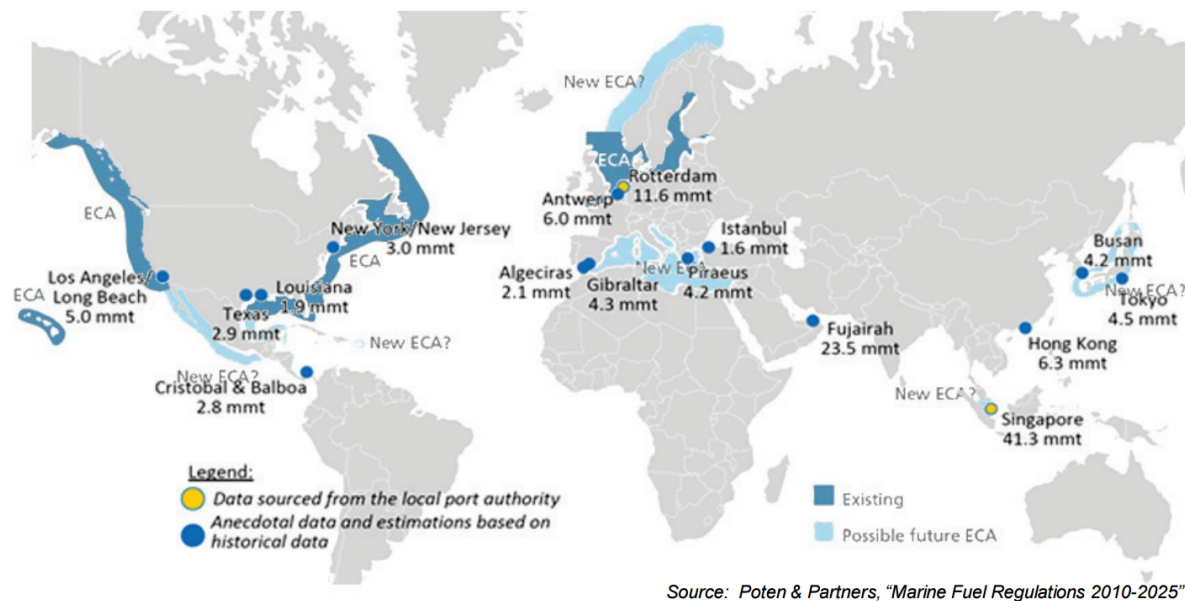 New ECA?
ECA
Rotterdam
11.6 mmt
Antwerp
6.0 mmt
ECA
New York/New Jersey
3.0 mmt
ECA
Istanbul
1.6 mmt
Busan
4.2 mmt
Algeciras
2.1 mmt
Gibraltar
4.3 mmt
New ECA?
Piraeus
4.2 mmt
New ECA?
Tokyo
4.5 mmt
ECA
Los Angeles/
Long Beach
5.0 mmt
Louisiana
1.9 mmt
Texas
2.9 mmt
Fujairah
23.5 mmt
Hong Kong
6.3 mmt
New ECA?
New ECA?
Cristobal & Balboa
2.8 mmt
New ECA?
Singapore
41.3 mmt
Legend:
Data sourced from the local port authority
Anecdotal data and estimations based on
historical data
Existing
Possible future ECA
Source: Poten & Partners, “Marine Fuel Regulations 2010-2025”